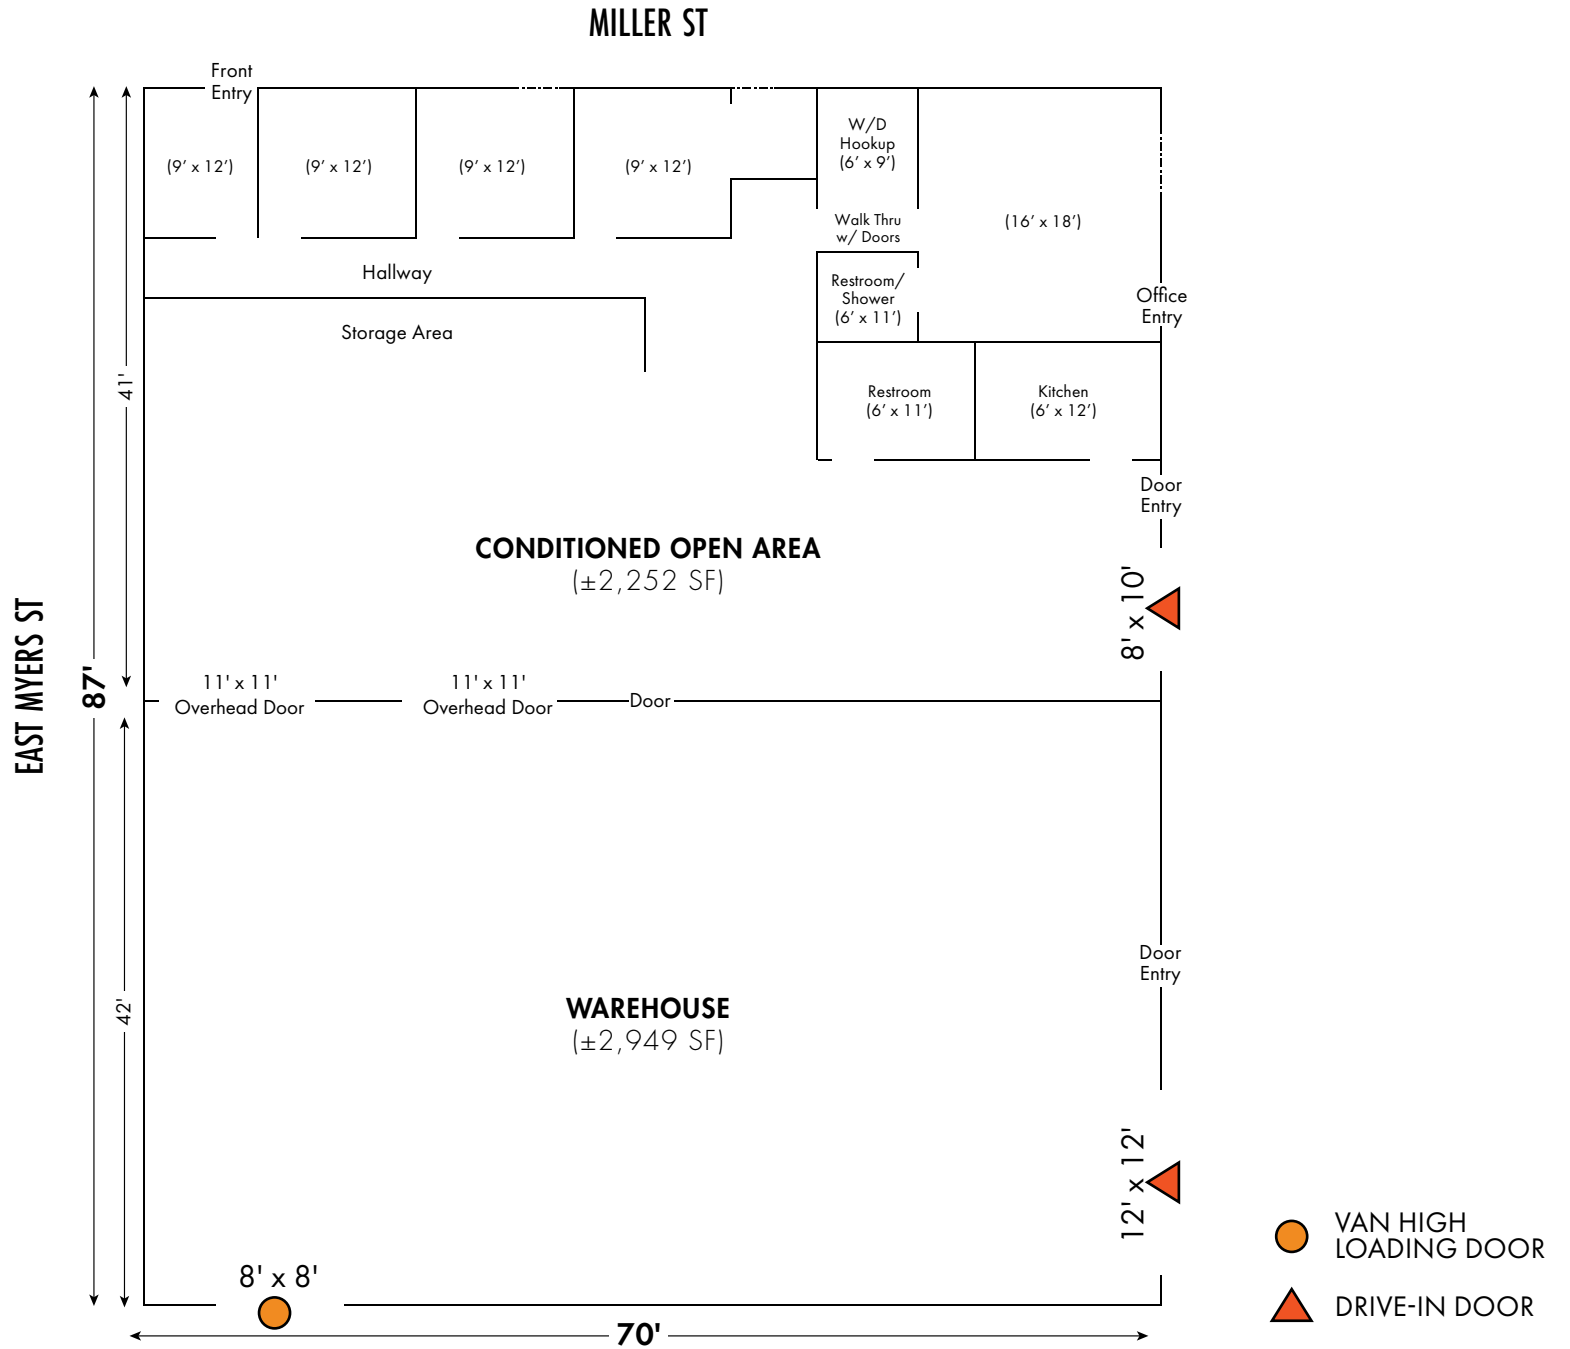 MILLER ST
Front
Entry
(9’ x 12’)
(9’ x 12’)
(9’ x 12’)
(9’ x 12’)
W/D
Hookup
(6’ x 9’)
Walk Thru
w/ Doors
(16’ x 18’)
Hallway
Restroom/
Shower
(6’ x 11’)
Office
Entry
Storage Area
41'
Restroom
(6’ x 11’)
Kitchen
(6’ x 12’)
Door
Entry
CONDITIONED OPEN AREA
(±2,252 SF)
8' x 10'
EAST MYERS ST
87'
11' x 11'
Overhead Door
11' x 11'
Overhead Door
Door
Door
Entry
42'
WAREHOUSE
(±2,949 SF)
12' x 12'
8' x 8'
70'
VAN HIGH
LOADING DOOR
DRIVE-IN DOOR